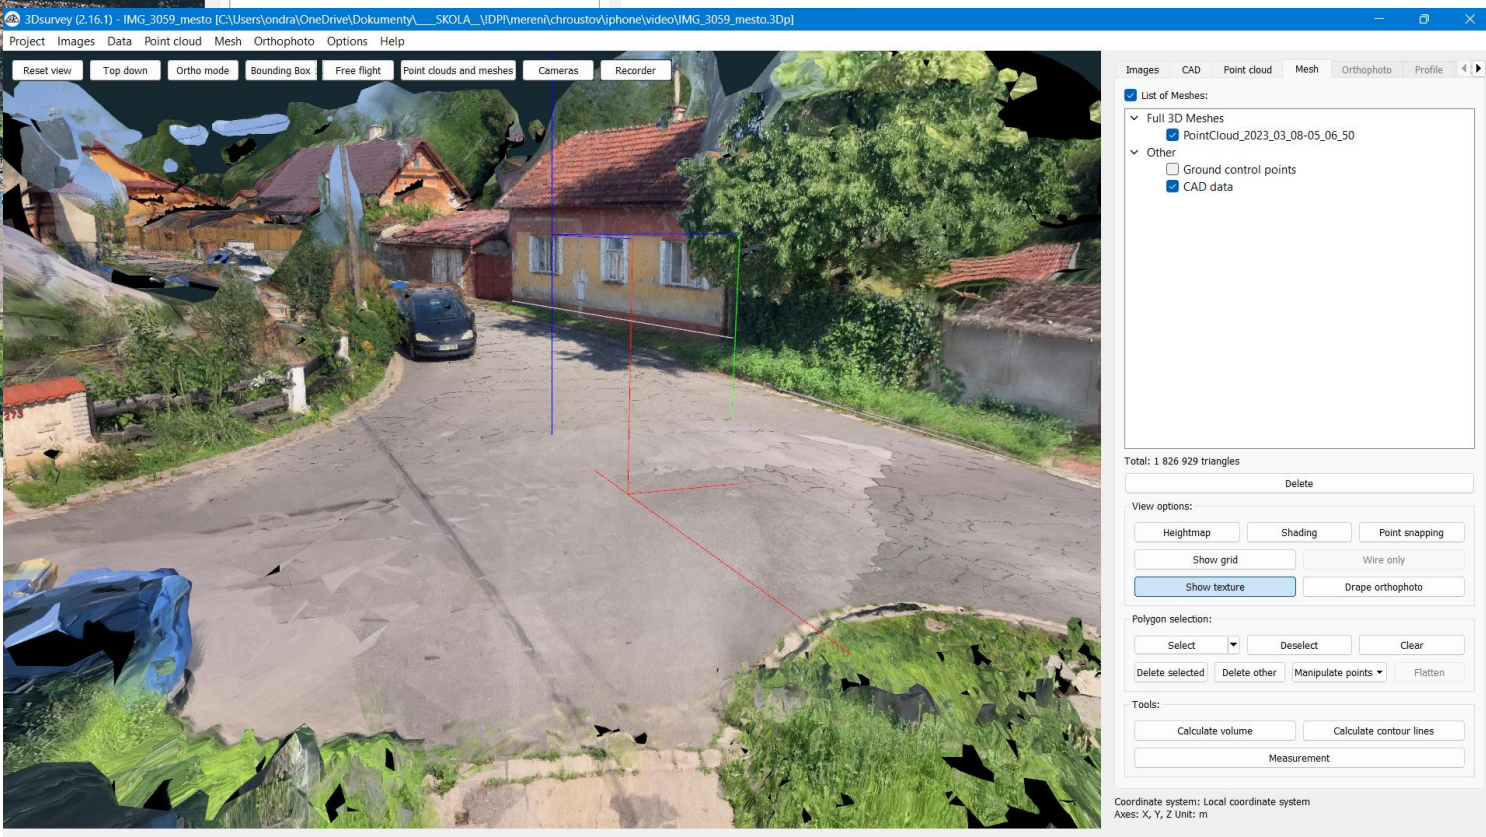 3Dsurvey (2.16.1) - IMG_3059_mesto [C:\Users\ondra\OneDrive\Dokumenty\___SKOLA__\!DP!\mereni\chroustov\iphone\video\IMG_3059_mesto.3Dp]
Project Images Data Point cloud Mesh Orthophoto Options Help
Reset view Top down Ortho mode Bounding Box Free flight Point clouds and meshes Cameras Recorder
Images CAD Point cloud Mesh Orthophoto Profile
List of Meshes:
Full 3D Meshes
PointCloud_2023_03_08-05_06_50
Other
Ground control points
CAD data
273
Total: 1 826 929 triangles
Delete
View options:
Heightmap Shading Point snapping
Show grid Wire only
Show texture Drape orthophoto
Polygon selection:
Select Deselect Clear
Delete selected Delete other Manipulate points Flatten
Tools:
Calculate volume Calculate contour lines
Measurement
Coordinate system: Local coordinate system
Axes: X, Y, Z Unit: m